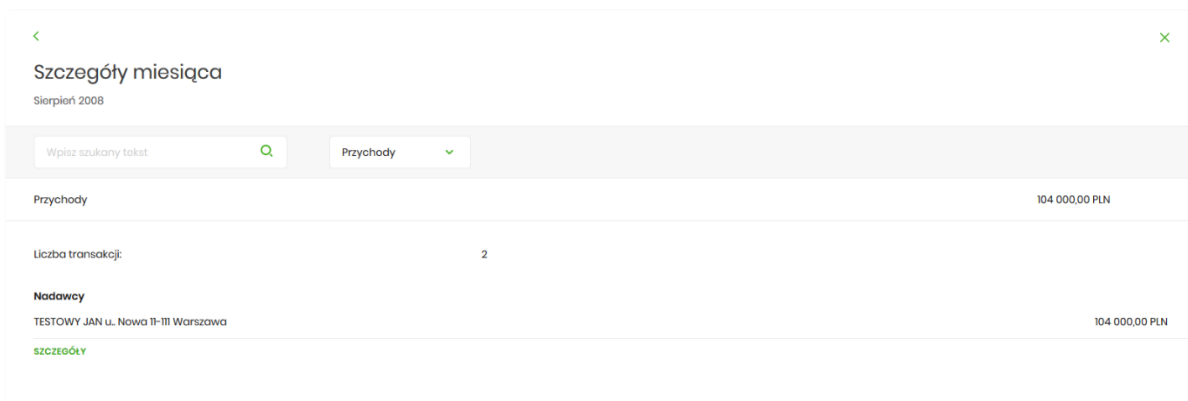 Szczegóły miesiąca
Sierpień 2008
Wpisz szukany tekst
Przychody
Przychody 104 000,00 PLN
Liczba transakcji: 2
Nadawcy
TESTOWY JAN u.. Nowa 11-111 Warszawa 104 000,00 PLN
SZCZEGÓŁY